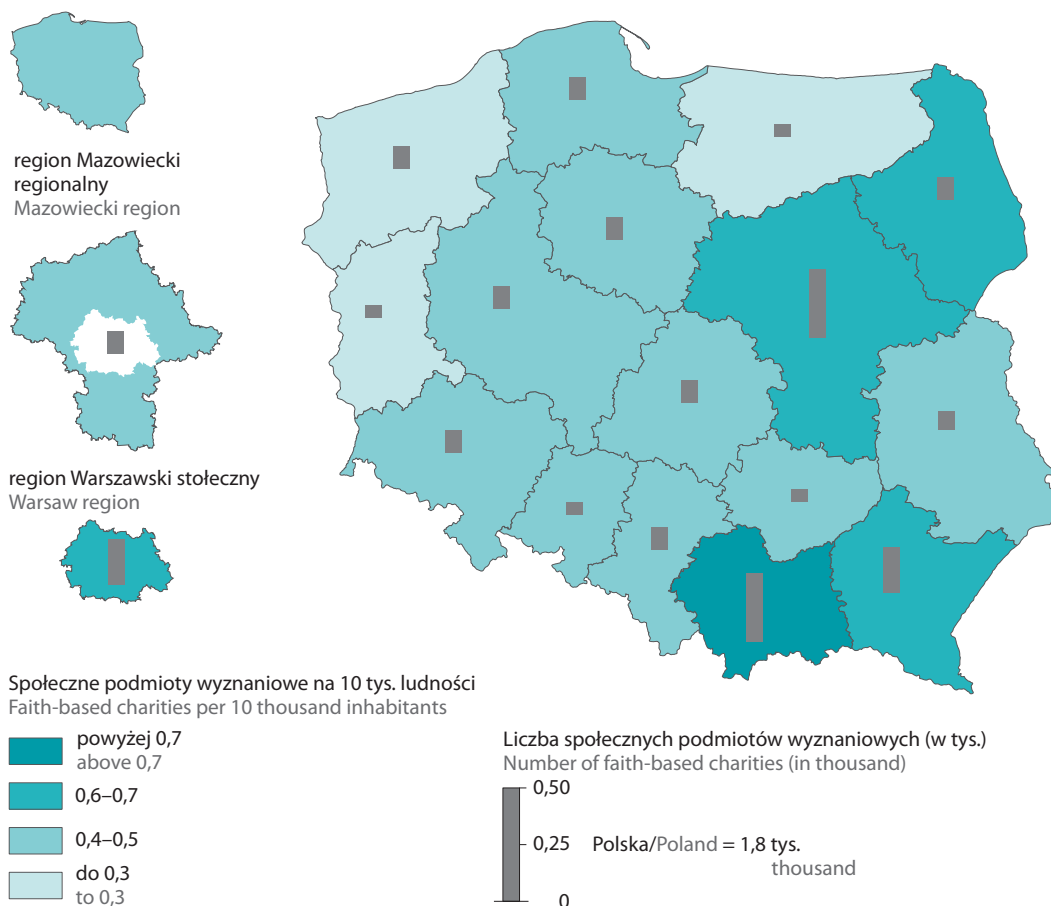 region Mazowiecki
regionalny
Mazowiecki region
region Warszawski stołeczny
Warsaw region
Społeczne podmioty wyznaniowe na 10 tys. ludności
Faith-based charities per 10 thousand inhabitants
powyżej 0,7
above 0,7
0,6–0,7
0,4–0,5
do 0,3
to 0,3
Liczba społecznych podmiotów wyznaniowych (w tys.)
Number of faith-based charities (in thousand)
0,50
0,25
0
Polska/Poland = 1,8 tys.
thousand